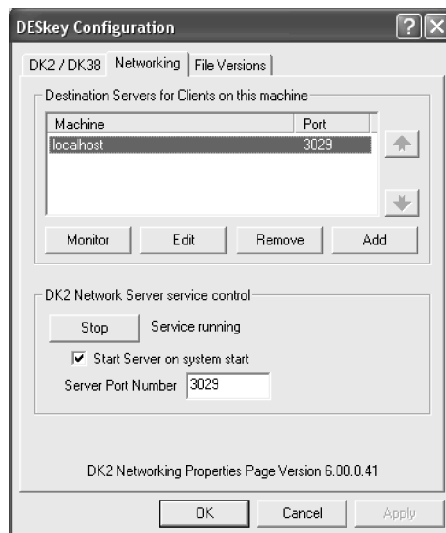 DESkey Configuration
DK2 / DK38 Networking File Versions
Destination Servers for Clients on this machine
Machine Port
localhost 3029
Monitor Edit Remove Add
DK2 Network Server service control
Stop Service running
Start Server on system start
Server Port Number 3029
DK2 Networking Properties Page Version 6.00.0.41
OK Cancel Apply